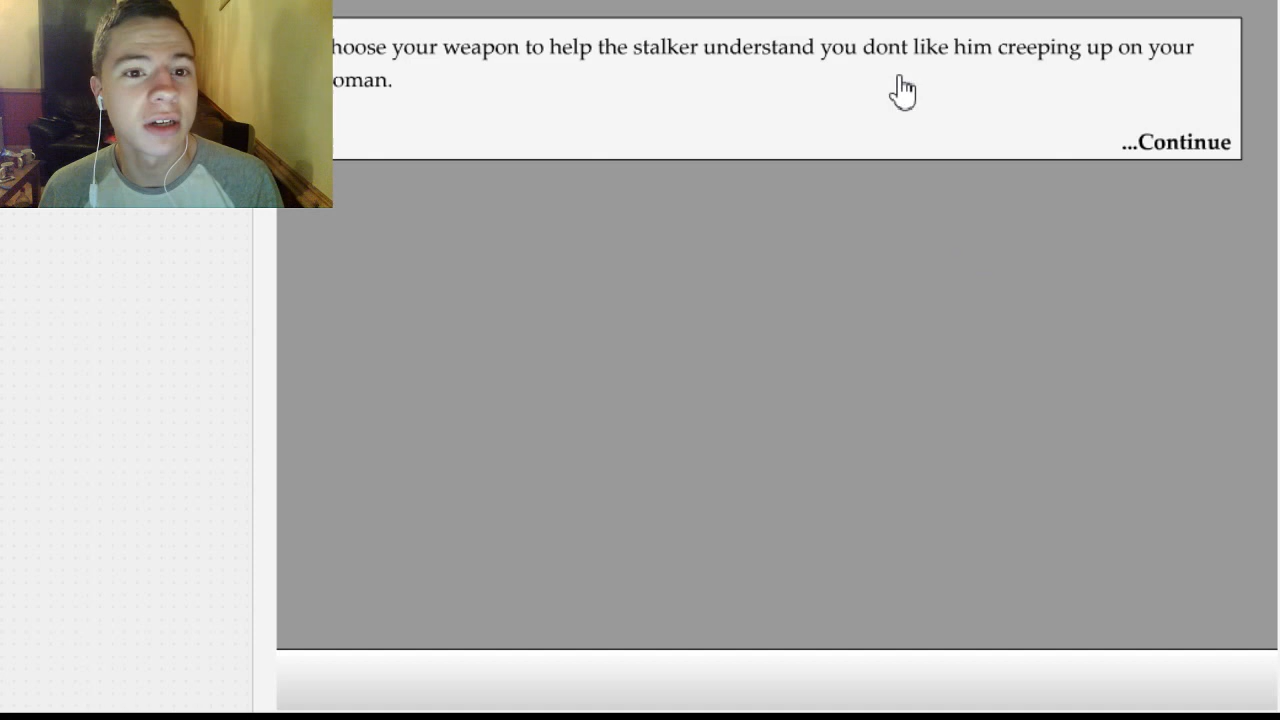 hoose your weapon to help the stalker understand you dont like him creeping up on your
oman.
...Continue